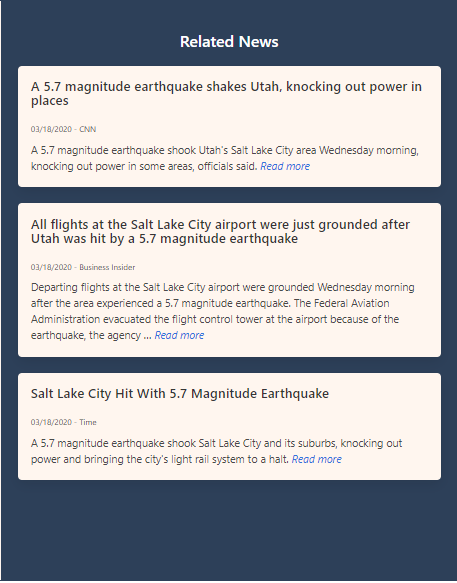 Related News
A 5.7 magnitude earthquake shakes Utah, knocking out power in
places
03/18/2020 - CNN
A 5.7 magnitude earthquake shook Utah's Salt Lake City area Wednesday morning,
knocking out power in some areas, officials said. Read more
All flights at the Salt Lake City airport were just grounded after
Utah was hit by a 5.7 magnitude earthquake
03/18/2020 - Business Insider
Departing flights at the Salt Lake City airport were grounded Wednesday morning
after the area experienced a 5.7 magnitude earthquake. The Federal Aviation
Administration evacuated the flight control tower at the airport because of the
earthquake, the agency ... Read more
Salt Lake City Hit With 5.7 Magnitude Earthquake
03/18/2020 - Time
A 5.7 magnitude earthquake shook Salt Lake City and its suburbs, knocking out
power and bringing the city's light rail system to a halt. Read more